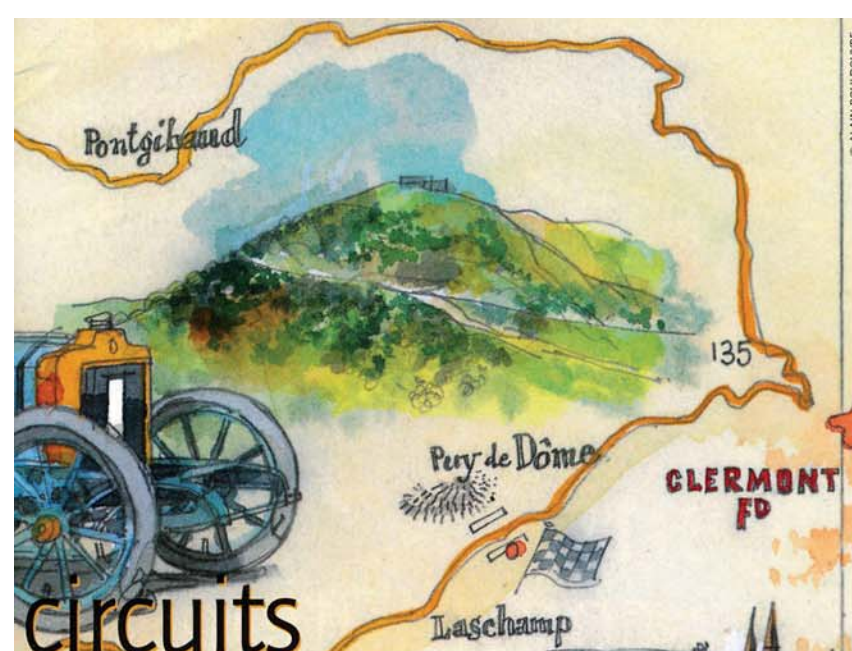 Pontgibaud
135
Puy de Dôme
CLERMONT
FD
Laschamp
circuits